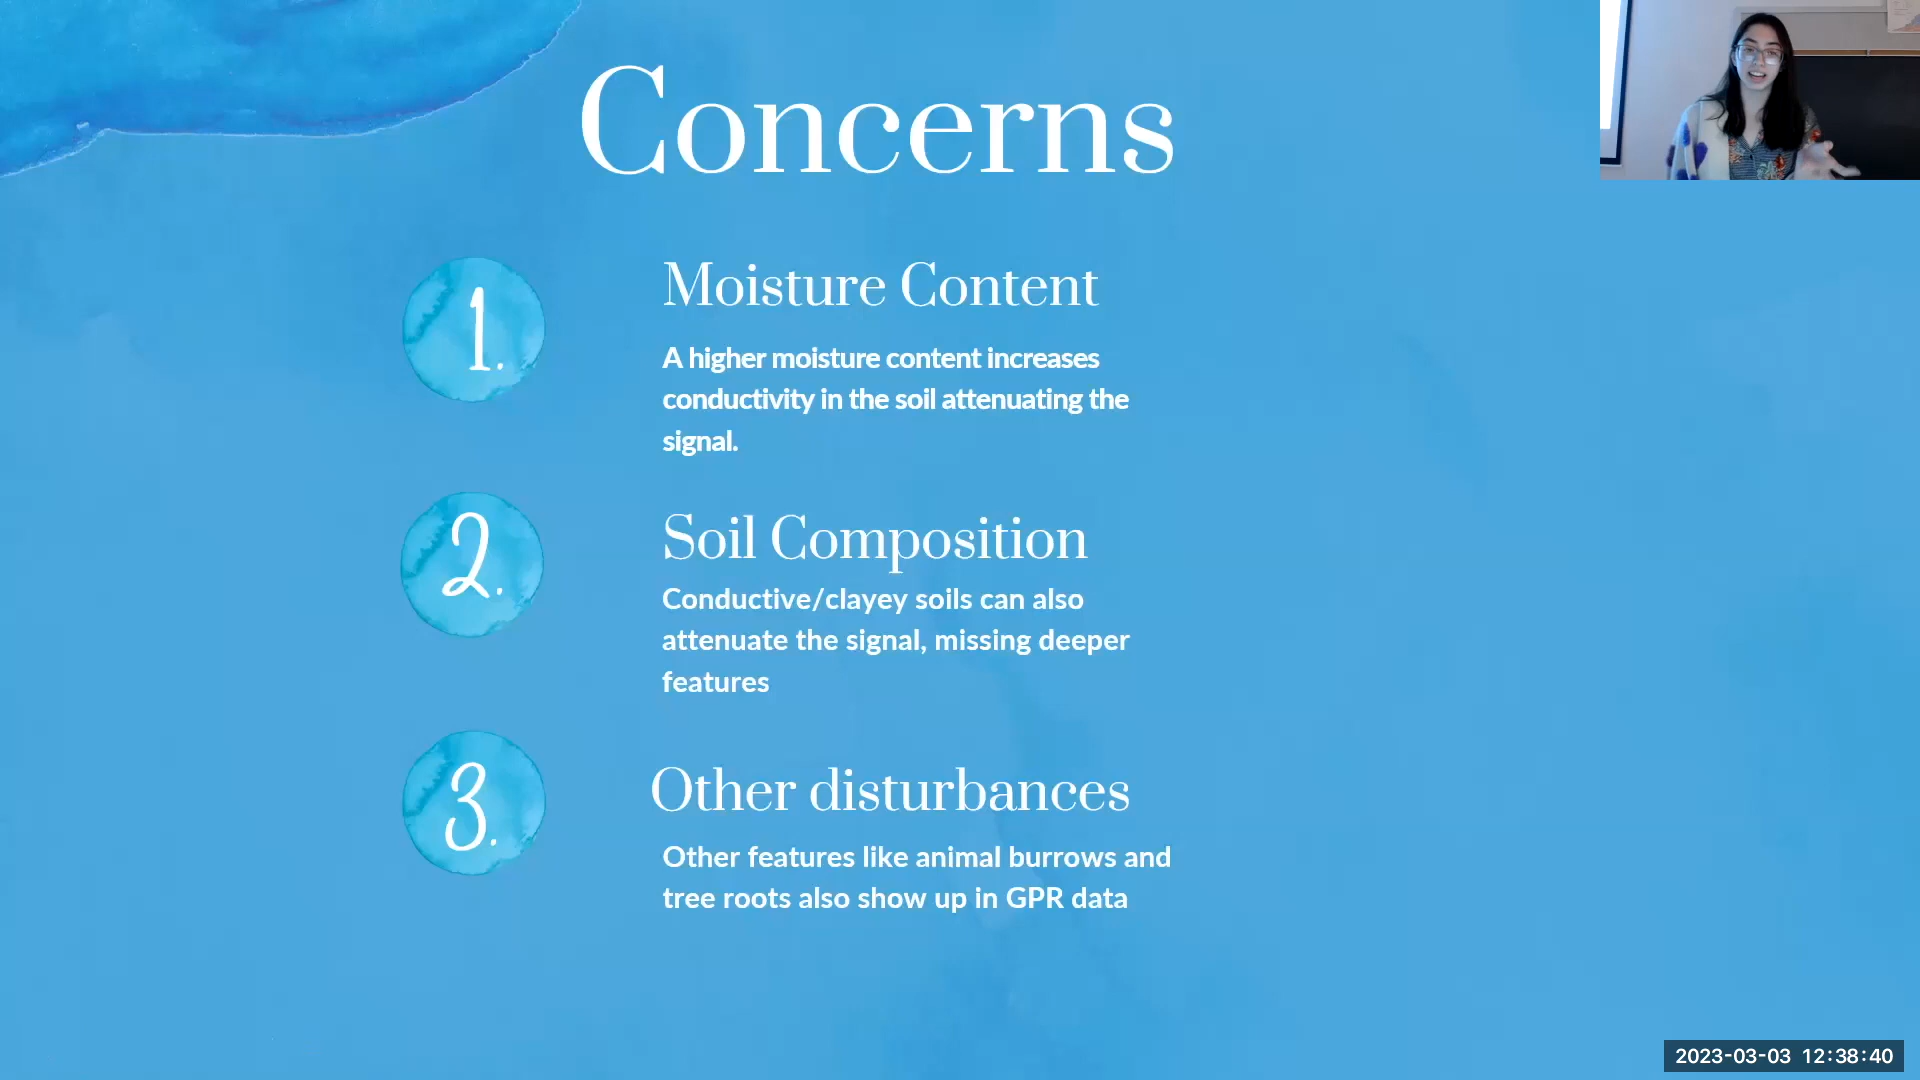 Concerns
1.
Moisture Content
A higher moisture content increases
conductivity in the soil attenuating the
signal.
2.
Soil Composition
Conductive/clayey soils can also
attenuate the signal, missing deeper
features
3.
Other disturbances
Other features like animal burrows and
tree roots also show up in GPR data
2023-03-03 12:38:40